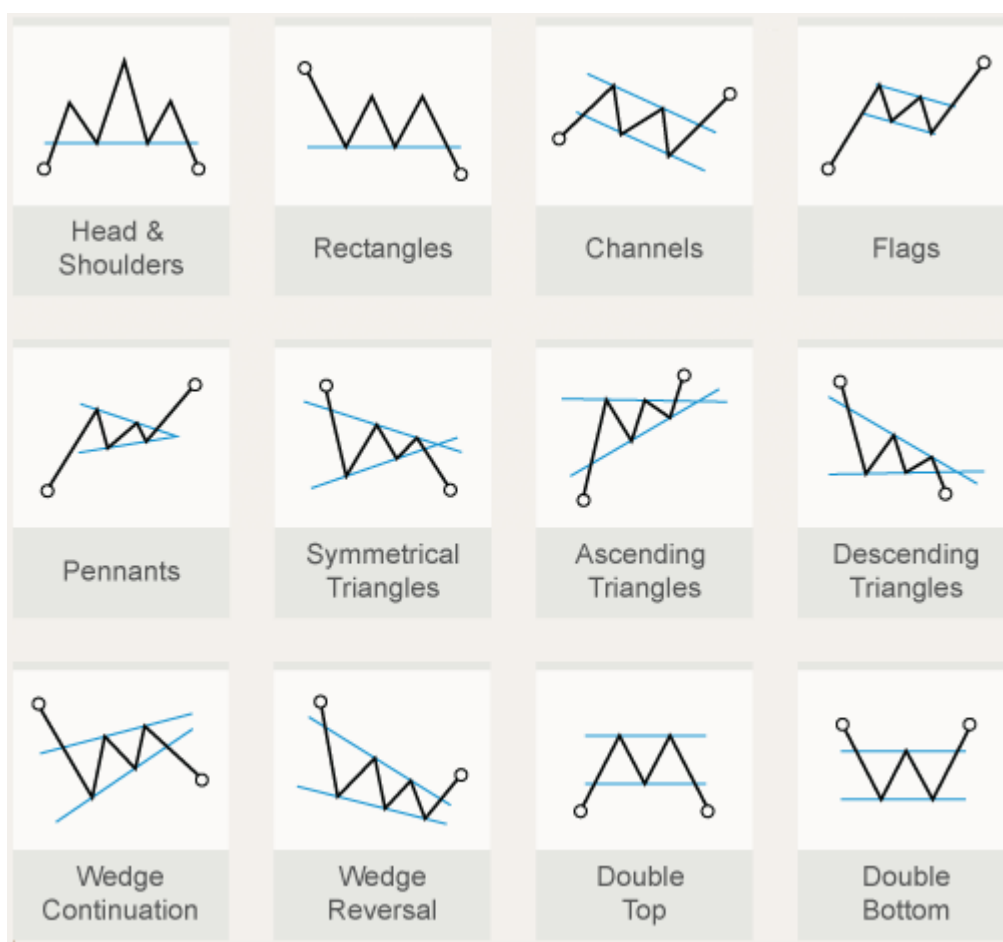 Head &
Shoulders
Rectangles
Channels
Flags
Pennants
Symmetrical
Triangles
Ascending
Triangles
Descending
Triangles
Wedge
Continuation
Wedge
Reversal
Double
Top
Double
Bottom